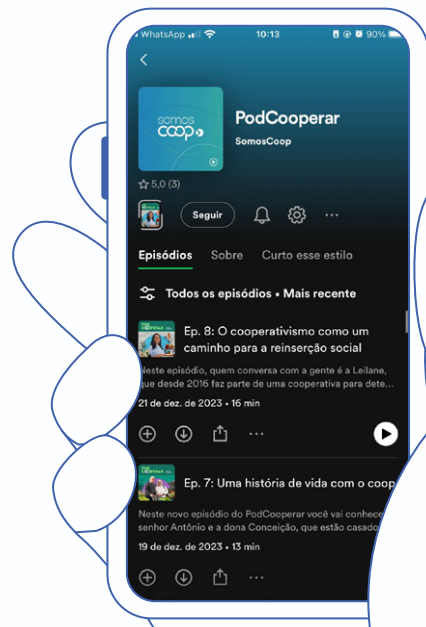 WhatsApp 10:13 90%
somos
coop
PodCooperar
SomosCoop
5,0 (3)
Seguir
Episódios Sobre Curto esse estilo
Todos os episódios • Mais recente
Ep. 8: O cooperativismo como um
caminho para a reinserção social
Neste episódio, quem conversa com a gente é a Leilane,
que desde 2016 faz parte de uma cooperativa para dete...
21 de dez. de 2023 • 16 min
Ep. 7: Uma história de vida com o coop
Neste novo episódio do PodCooperar você vai conhece
senhor Antônio e a dona Conceição, que estão casado
19 de dez. de 2023 • 13 min